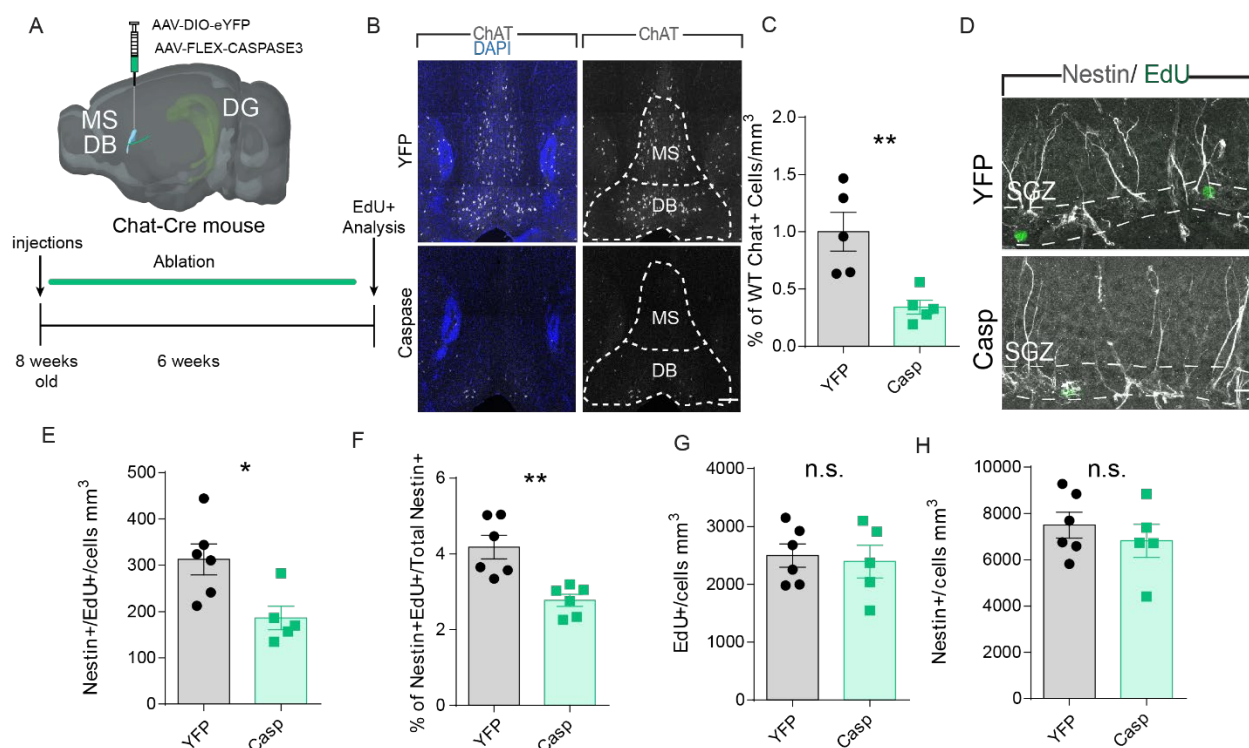 A
AAV-DIO-eYFP
AAV-FLEX-CASPASE3
MS
DB
DG
Chat-Cre mouse
injections
Ablation
EdU+
Analysis
8 weeks
old
6 weeks
B
ChAT
DAPI
ChAT
YFP
MS
DB
Caspase
MS
DB
C
% of WT Chat+ Cells/mm³
2.0
1.5
1.0
0.5
0.0
**
YFP
Casp
D
Nestin/ EdU
YFP
SGZ
Casp
SGZ
E
Nestin+/EdU+/cells mm³
500
400
300
200
100
0
*
YFP
Casp
F
% of Nestin+EdU+/Total Nestin+
6
4
2
0
**
YFP
Casp
G
EdU+/cells mm³
4000
3000
2000
1000
0
n.s.
YFP
Casp
H
Nestin+/cells mm³
10000
8000
6000
4000
2000
0
n.s.
YFP
Casp